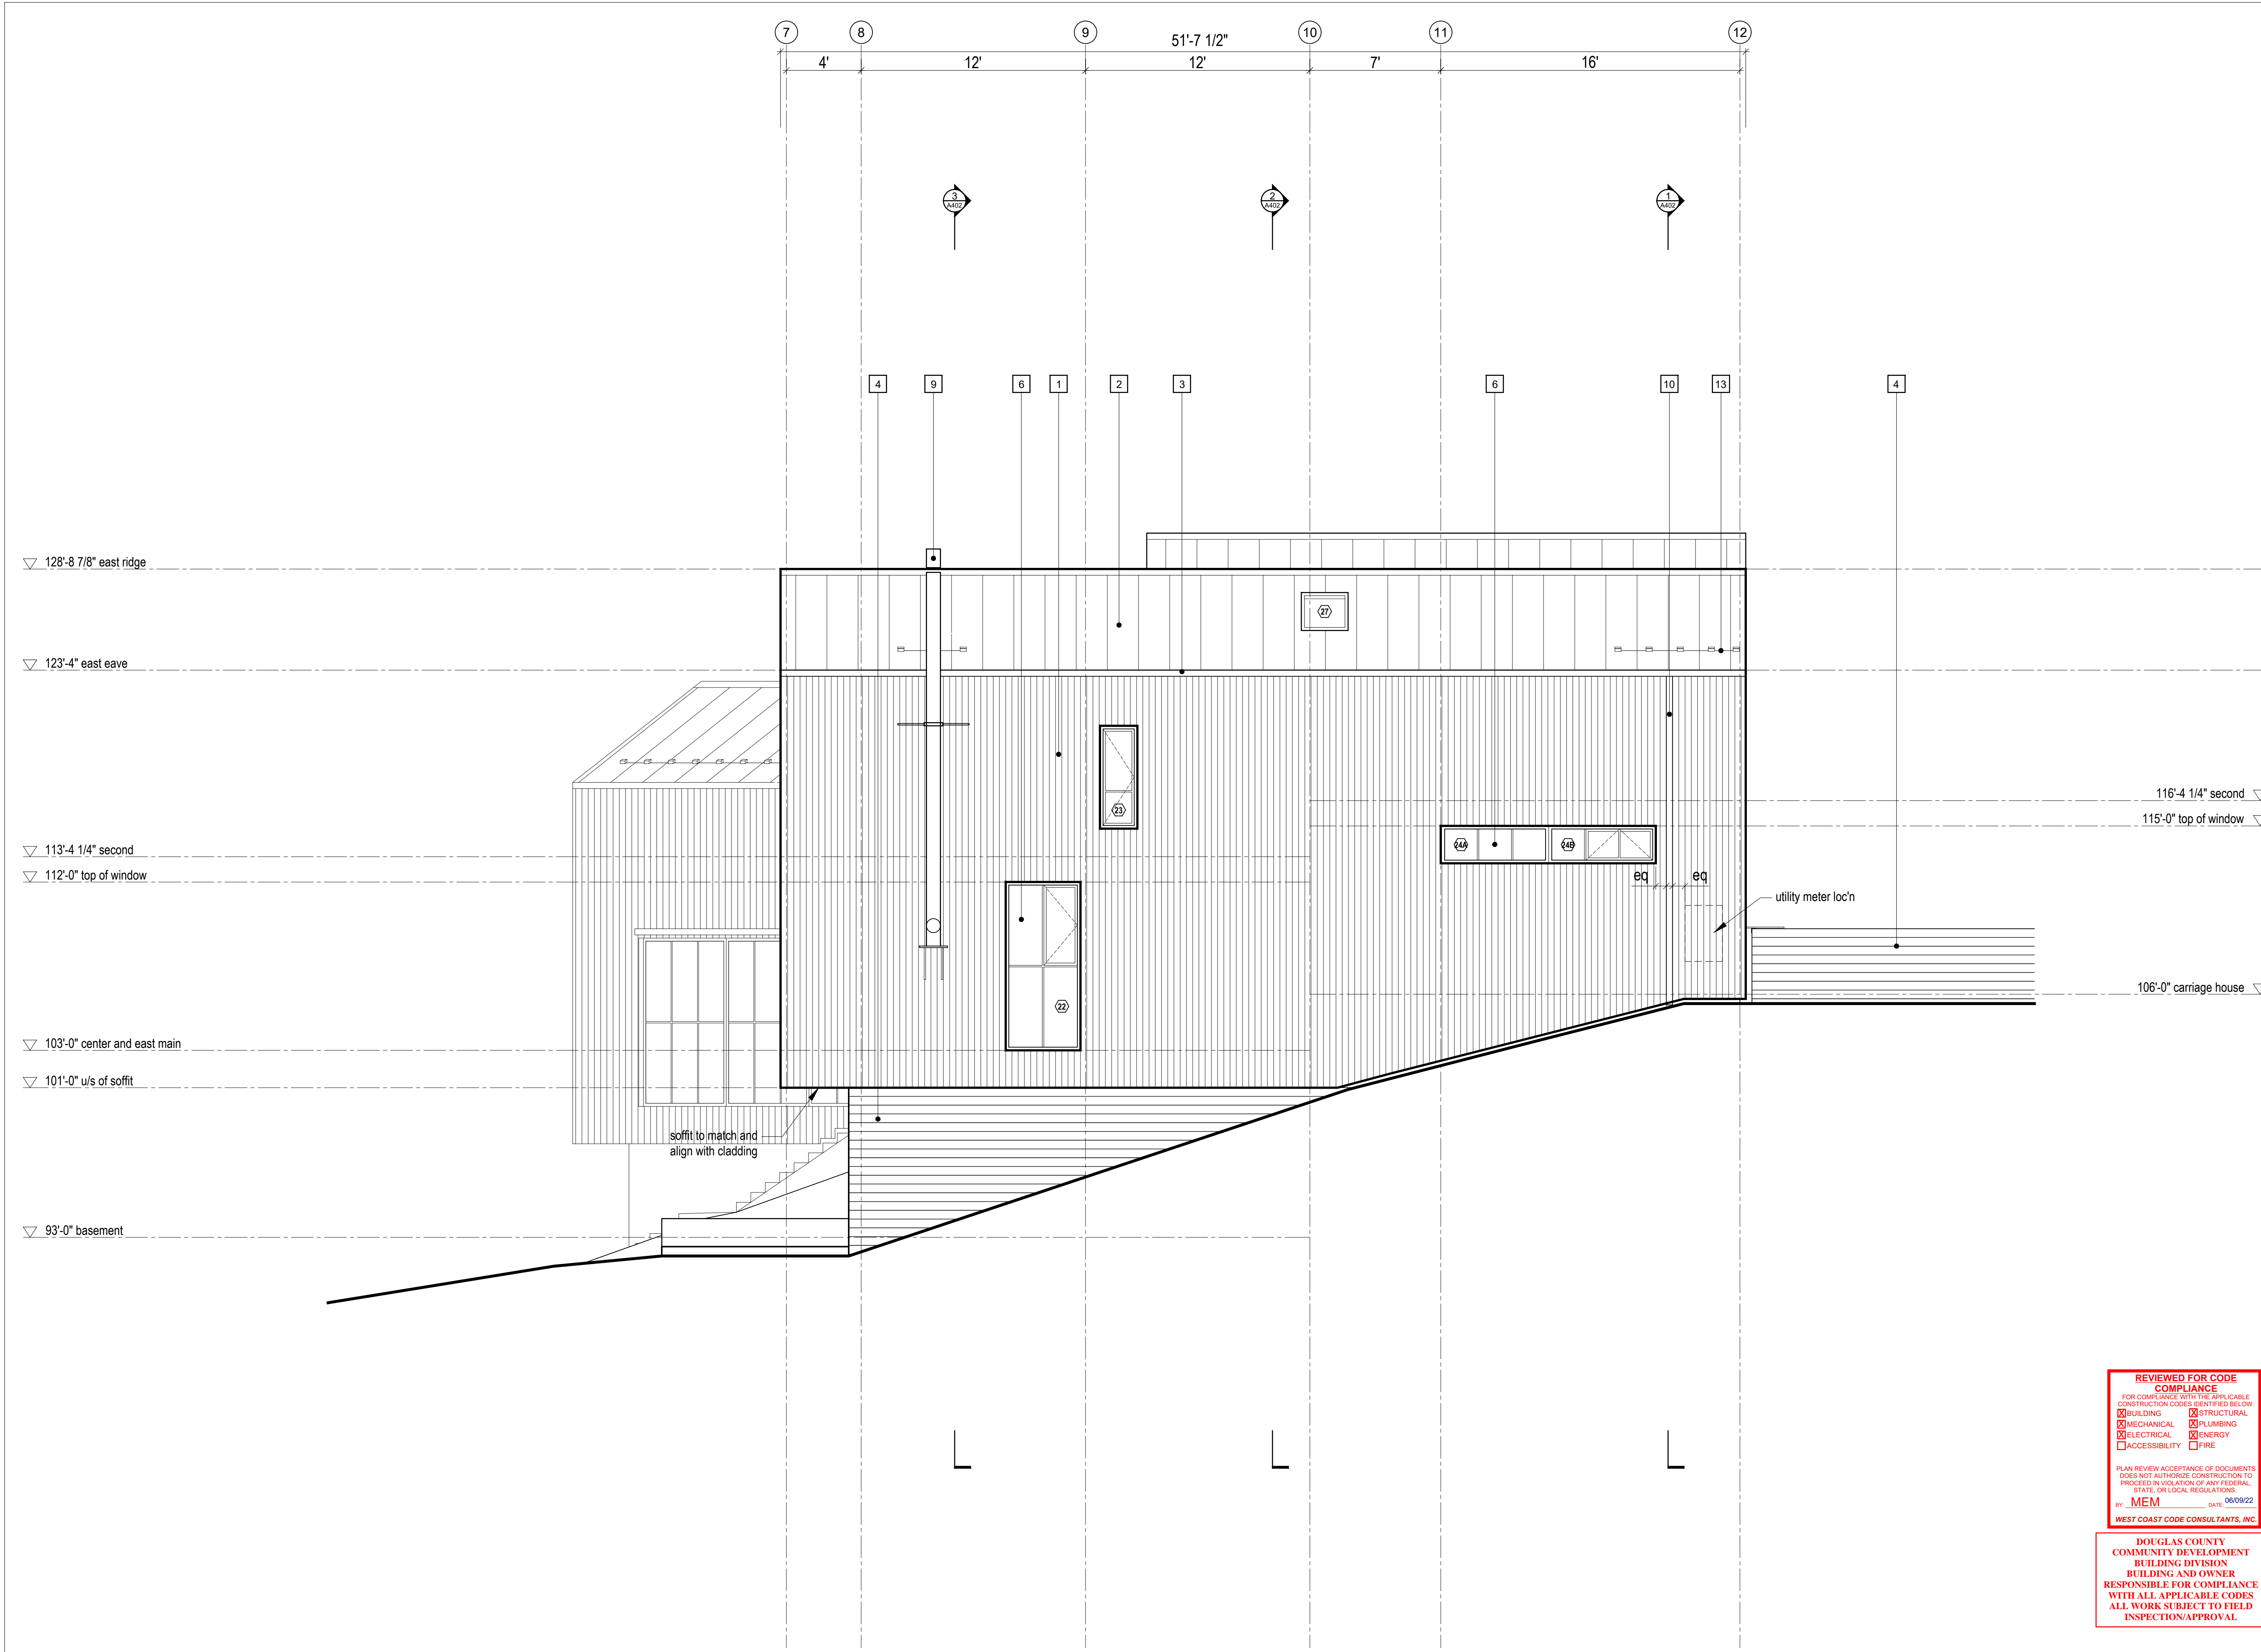 7 8 9 10 11 12
51'-7 1/2"
4' 12' 12' 7' 16'
3 2 1
A402 A402 A402
4 9 6 1 2 3 6 10 13 4
128'-8 7/8" east ridge
27
123'-4" east eave
116'-4 1/4" second
23
115'-0" top of window
24A 24B
113'-4 1/4" second
112'-0" top of window
eq eq
utility meter loc'n
106'-0" carriage house
22
103'-0" center and east main
101'-0" u/s of soffit
soffit to match and
align with cladding
93'-0" basement
REVIEWED FOR CODE
COMPLIANCE
FOR COMPLIANCE WITH THE APPLICABLE
CONSTRUCTION CODES IDENTIFIED BELOW.
X BUILDING X STRUCTURAL
X MECHANICAL X PLUMBING
X ELECTRICAL X ENERGY
ACCESSIBILITY FIRE
PLAN REVIEW ACCEPTANCE OF DOCUMENTS
DOES NOT AUTHORIZE CONSTRUCTION TO
PROCEED IN VIOLATION OF ANY FEDERAL,
STATE, OR LOCAL REGULATIONS.
BY: MEM DATE: 06/09/22
WEST COAST CODE CONSULTANTS, INC.
DOUGLAS COUNTY
COMMUNITY DEVELOPMENT
BUILDING DIVISION
BUILDING AND OWNER
RESPONSIBLE FOR COMPLIANCE
WITH ALL APPLICABLE CODES
ALL WORK SUBJECT TO FIELD
INSPECTION/APPROVAL